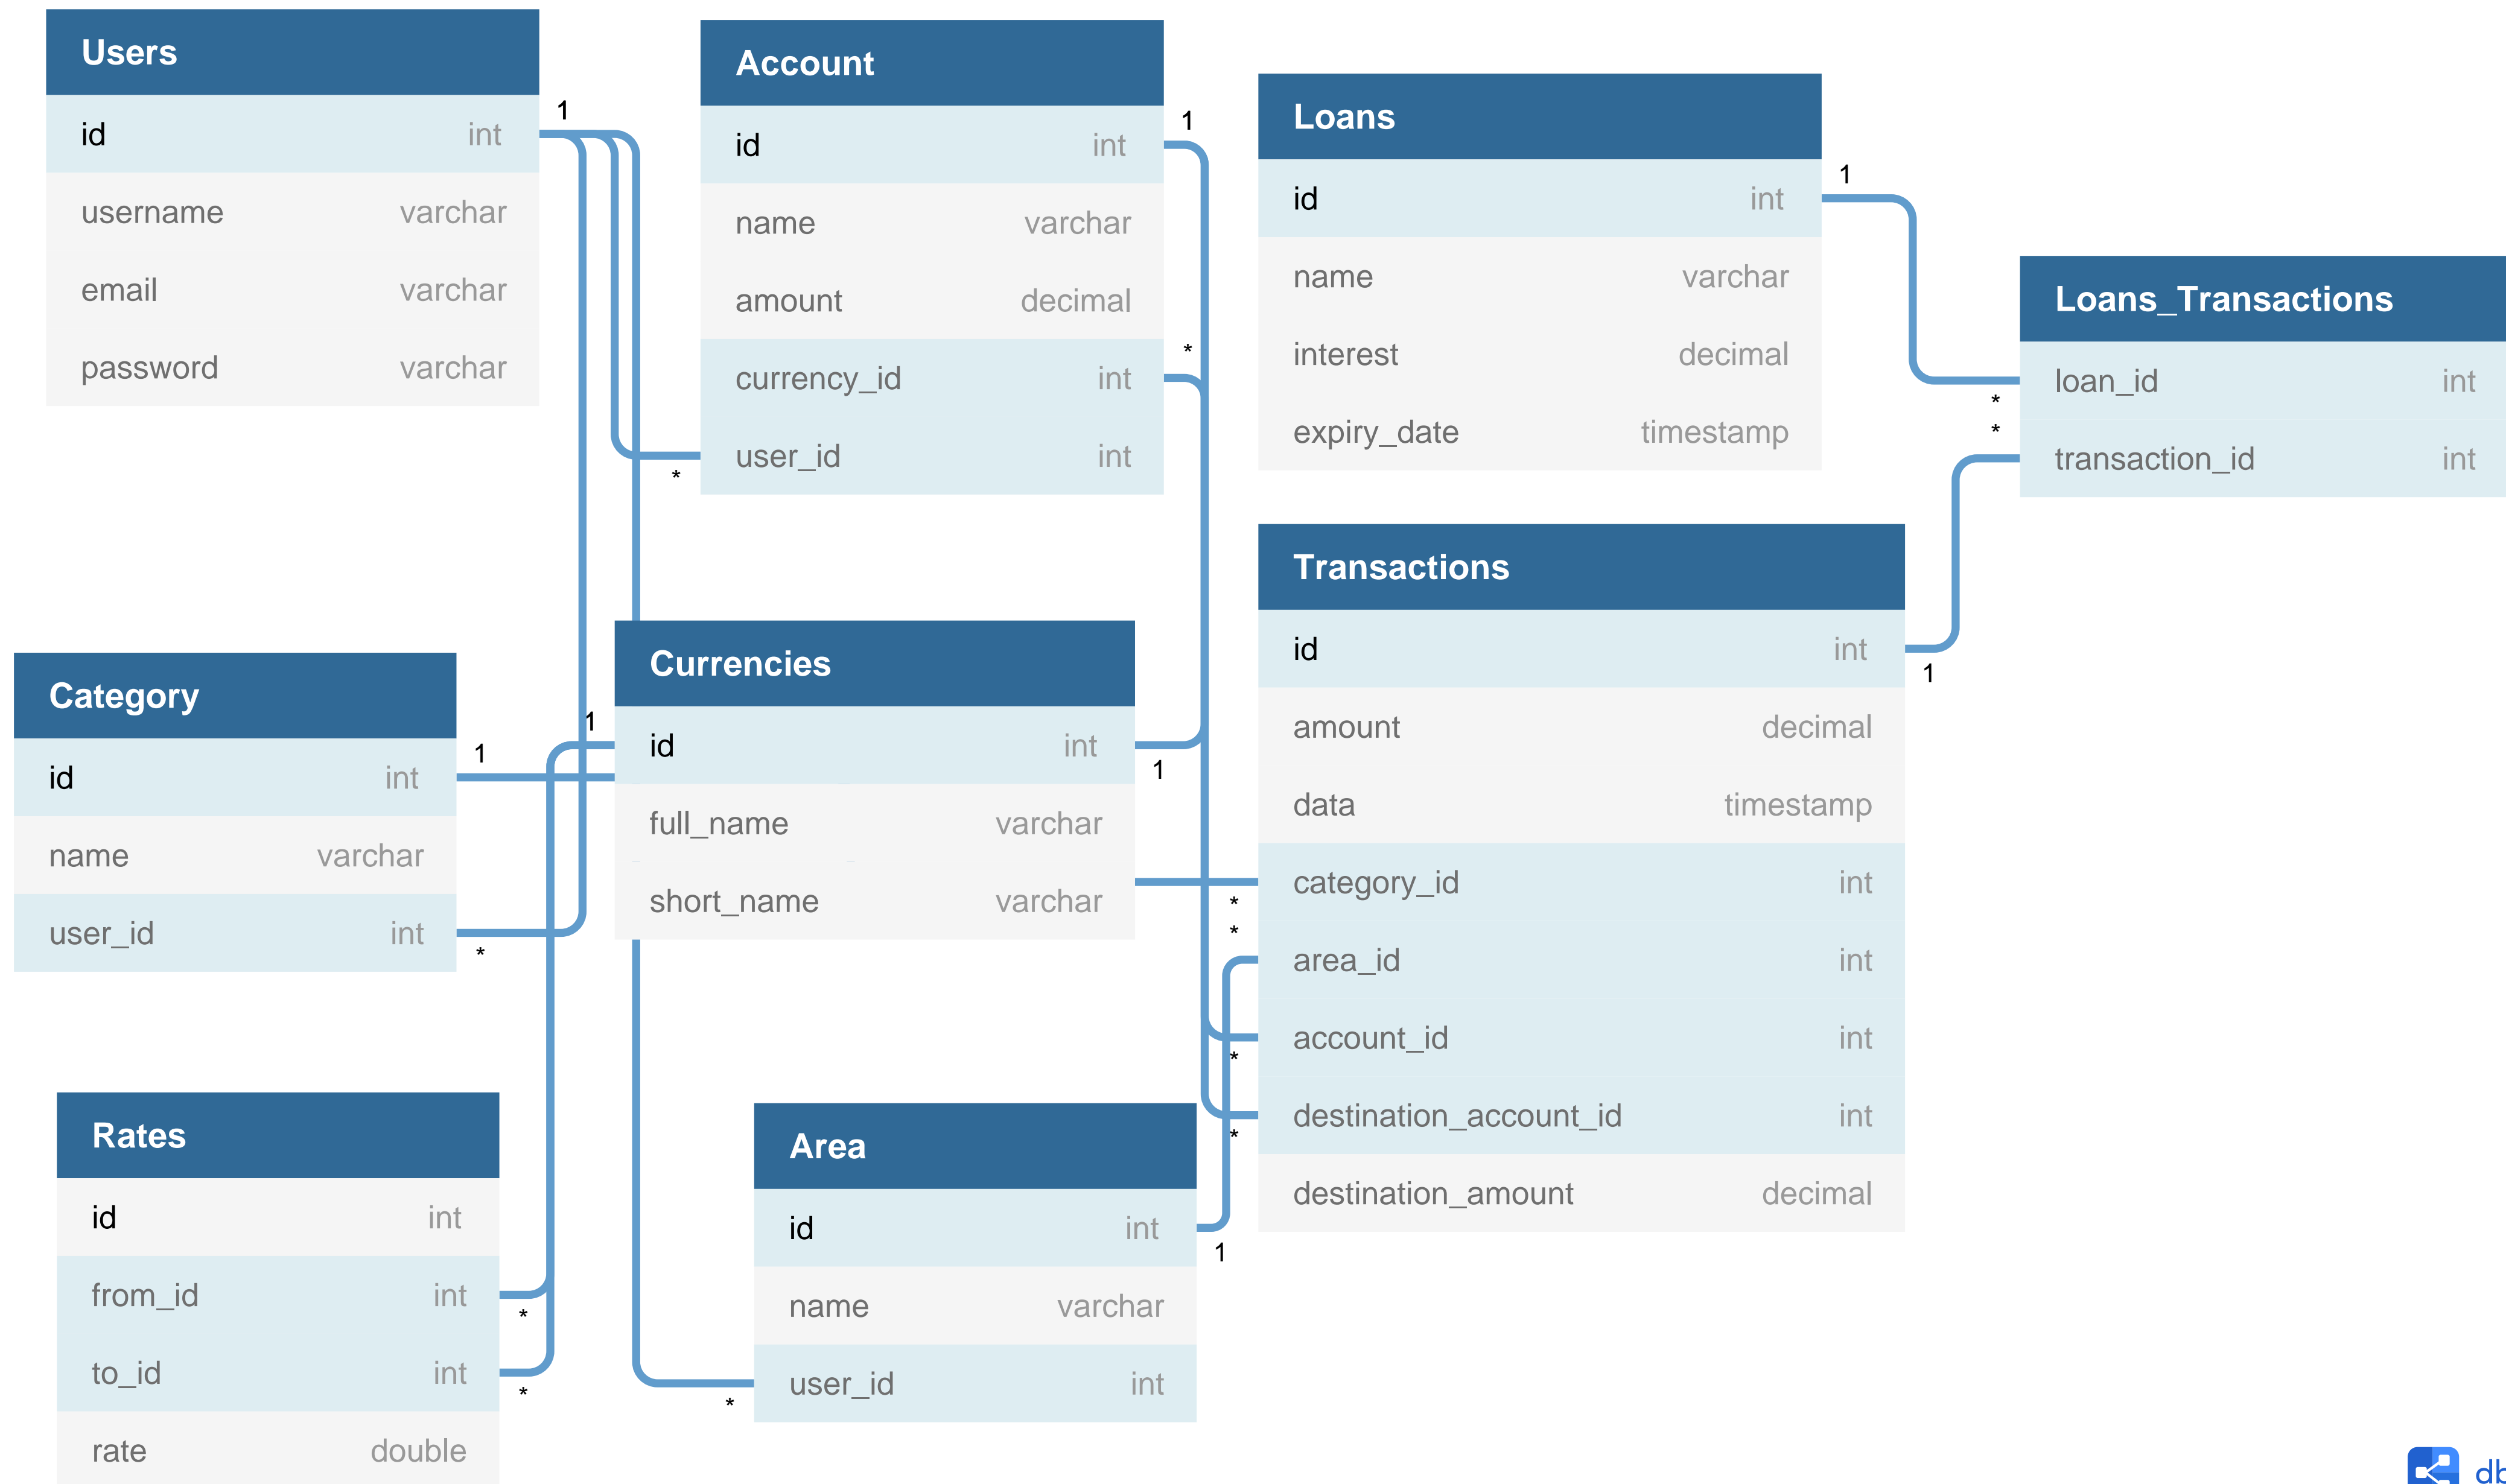 Users
id int
username varchar
email varchar
password varchar
1
Account
id int
name varchar
amount decimal
currency_id int
user_id int
1
*
*
Loans
id int
name varchar
interest decimal
expiry_date timestamp
1
Loans_Transactions
loan_id int
transaction_id int
*
*
Category
id int
name varchar
user_id int
1
*
Currencies
id int
full_name varchar
short_name varchar
1
1
Transactions
id int
amount decimal
data timestamp
category_id int
area_id int
account_id int
destination_account_id int
destination_amount decimal
1
*
*
*
*
Rates
id int
from_id int
to_id int
rate double
*
*
Area
id int
name varchar
user_id int
1
*